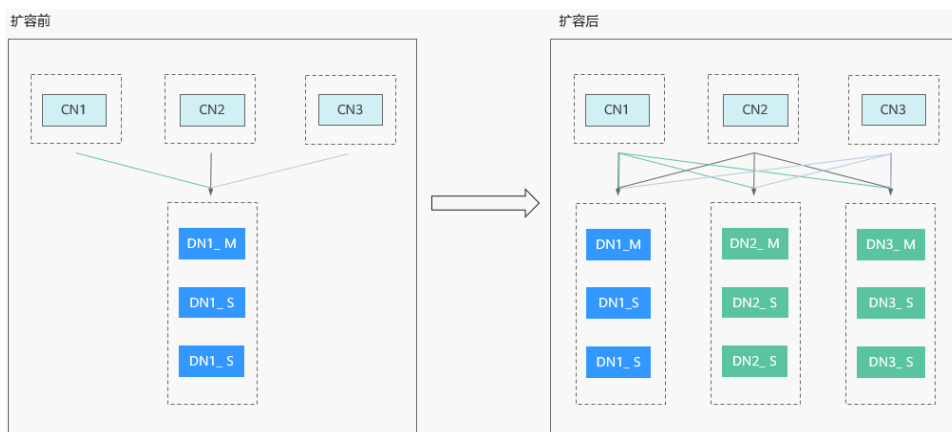 扩容前
CN1
CN2
CN3
DN1_ M
DN1_ S
DN1_ S
扩容后
CN1
CN2
CN3
DN1_M
DN2_ M
DN3_ M
DN1_S
DN2_ S
DN3_ S
DN1_ S
DN2_ S
DN3_ S